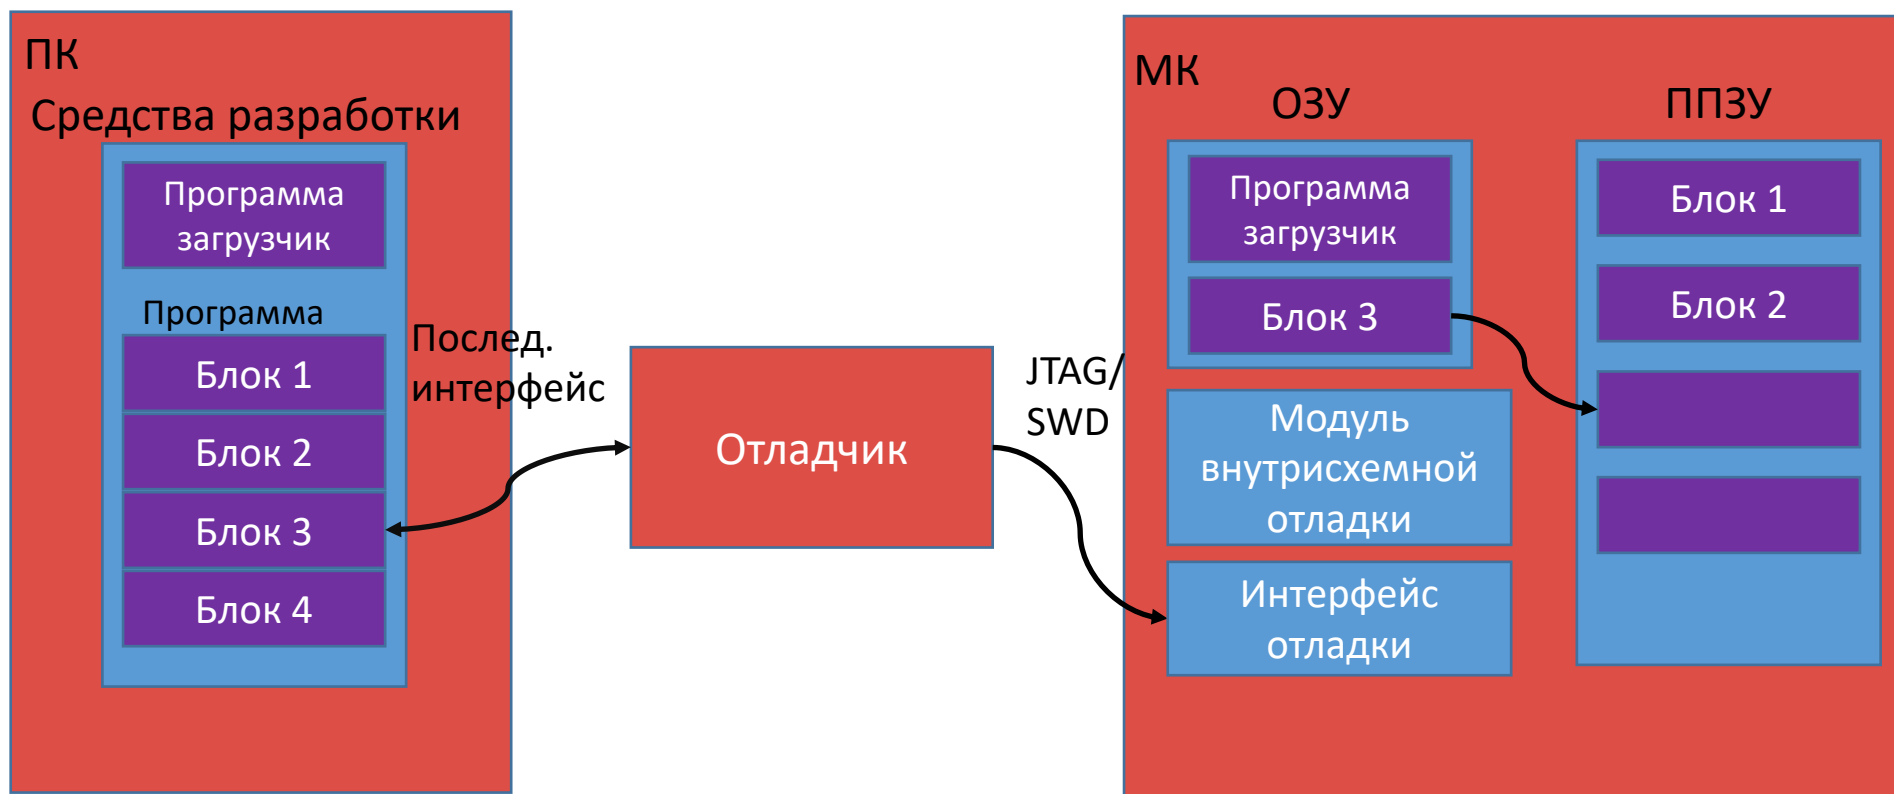 ПК
Средства разработки
Программа
загрузчик
Программа
Блок 1
Блок 2
Блок 3
Блок 4
Послед.
интерфейс
Отладчик
JTAG/
SWD
МК
ОЗУ
Программа
загрузчик
Блок 3
Модуль
внутрисхемной
отладки
Интерфейс
отладки
ППЗУ
Блок 1
Блок 2